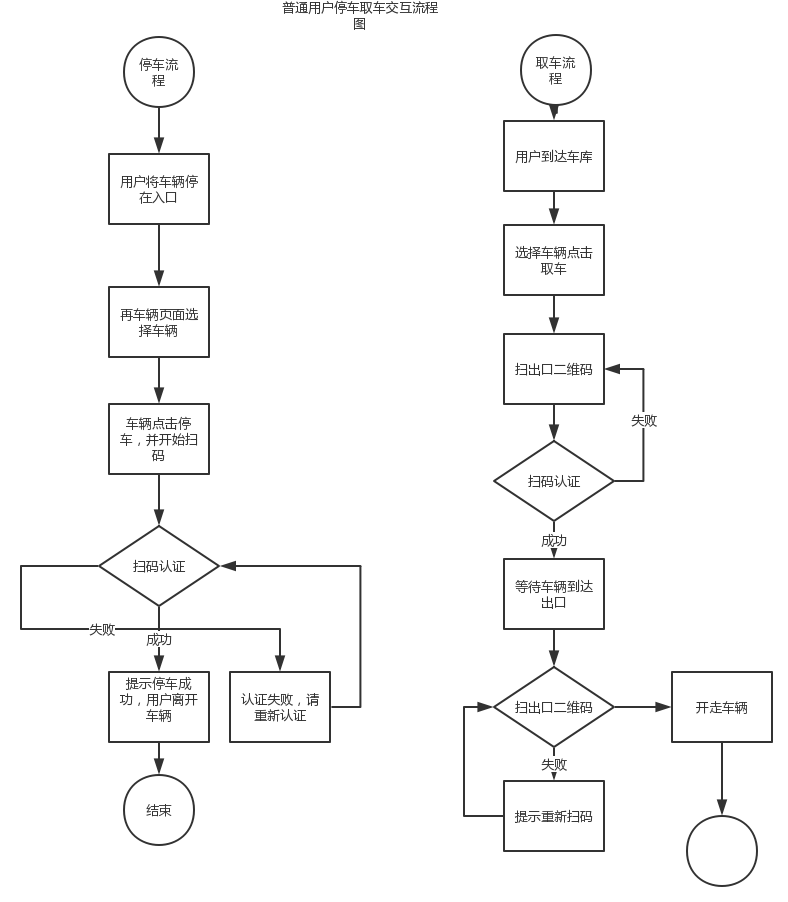 普通用户停车取车交互流程
图
停车流
程
用户将车辆停
在入口
再车辆页面选
择车辆
车辆点击停
车，并开始扫
码
扫码认证
失败
成功
提示停车成
功，用户离开
车辆
认证失败，请
重新认证
结束
取车流
程
用户到达车库
选择车辆点击
取车
扫出口二维码
失败
扫码认证
成功
等待车辆到达
出口
扫出口二维码
开走车辆
失败
提示重新扫码